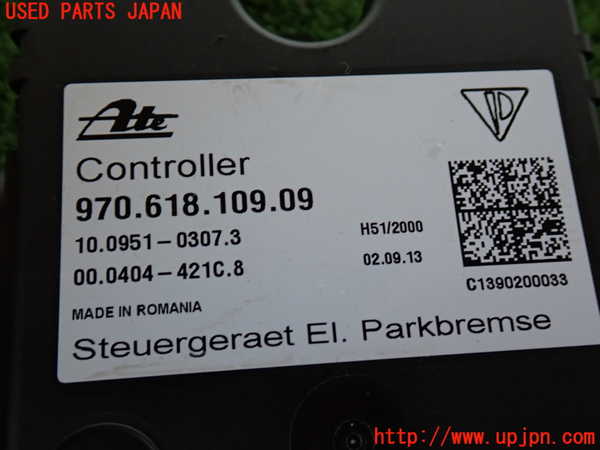 USED PARTS JAPAN
Ate
Controller
970.618.109.09
10.0951-0307.3
H51/2000
00.0404-421C.8
02.09.13
C1390200033
MADE IN ROMANIA
Steuergeraet El. Parkbremse
http://www.upjpn.com/